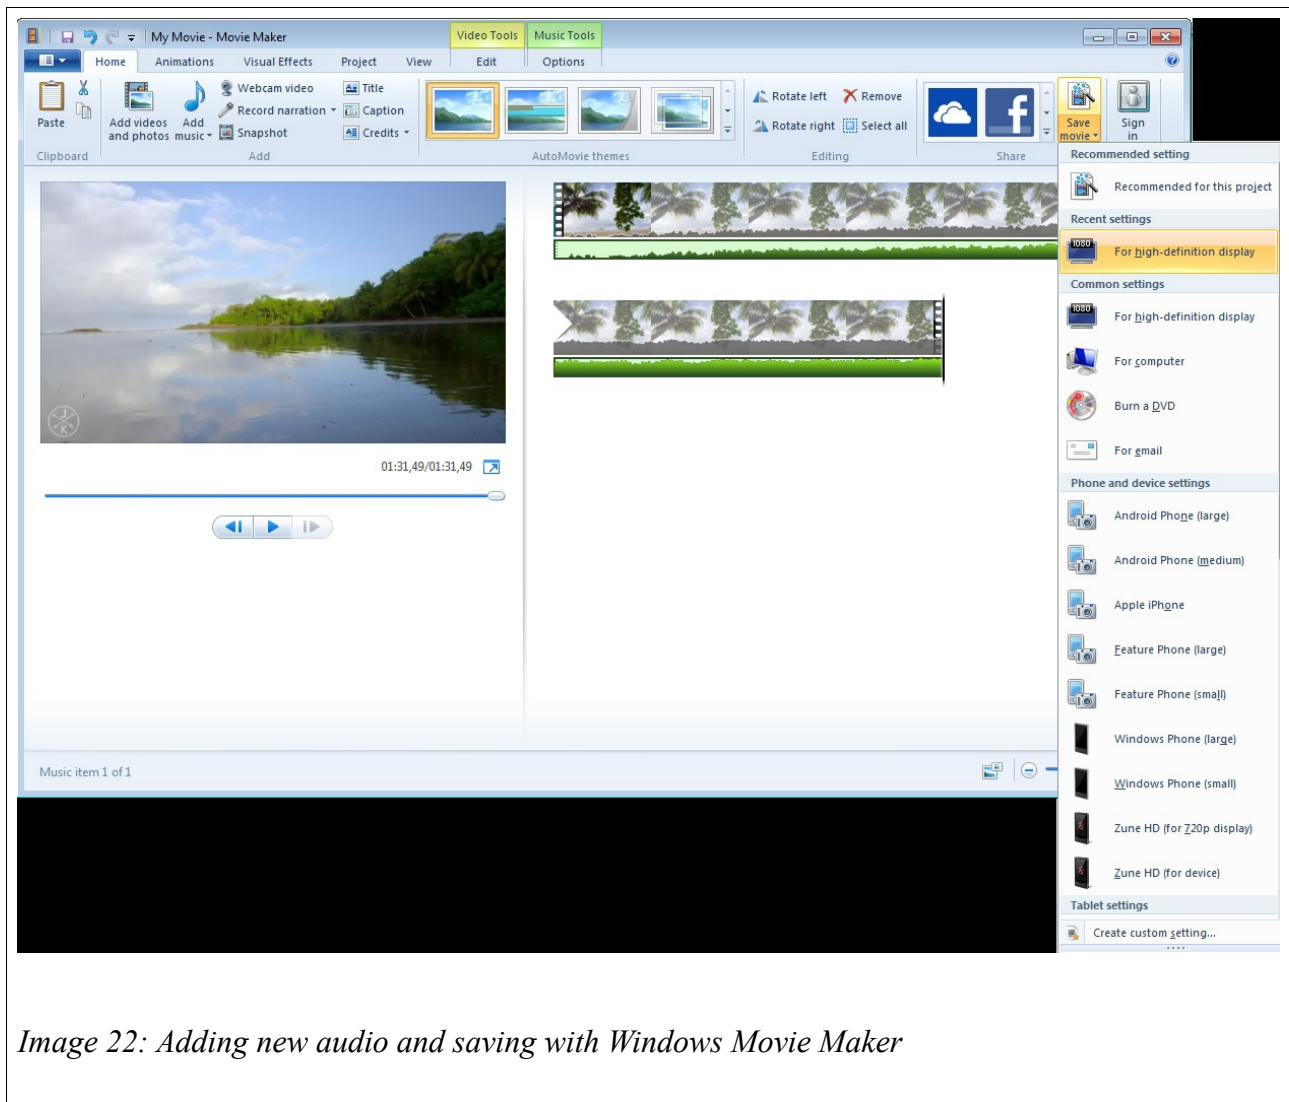 My Movie - Movie Maker
Video Tools
Music Tools
Home
Animations
Visual Effects
Project
View
Edit
Options
Paste
Clipboard
Add videos
and photos
Add
music
Webcam video
Record narration
Snapshot
Title
Caption
Credits
Add
AutoMovie themes
Rotate left
Remove
Rotate right
Select all
Editing
f
Share
Save
movie
Sign
in
Recommended setting
Recommended for this project
Recent settings
1080
For high-definition display
Common settings
1080
For high-definition display
For computer
Burn a DVD
For email
Phone and device settings
Android Phone (large)
Android Phone (medium)
Apple iPhone
Feature Phone (large)
Feature Phone (small)
Windows Phone (large)
Windows Phone (small)
Zune HD (for 720p display)
Zune HD (for device)
Tablet settings
Create custom setting...
J
K
01:31,49/01:31,49
Music item 1 of 1
Image 22: Adding new audio and saving with Windows Movie Maker